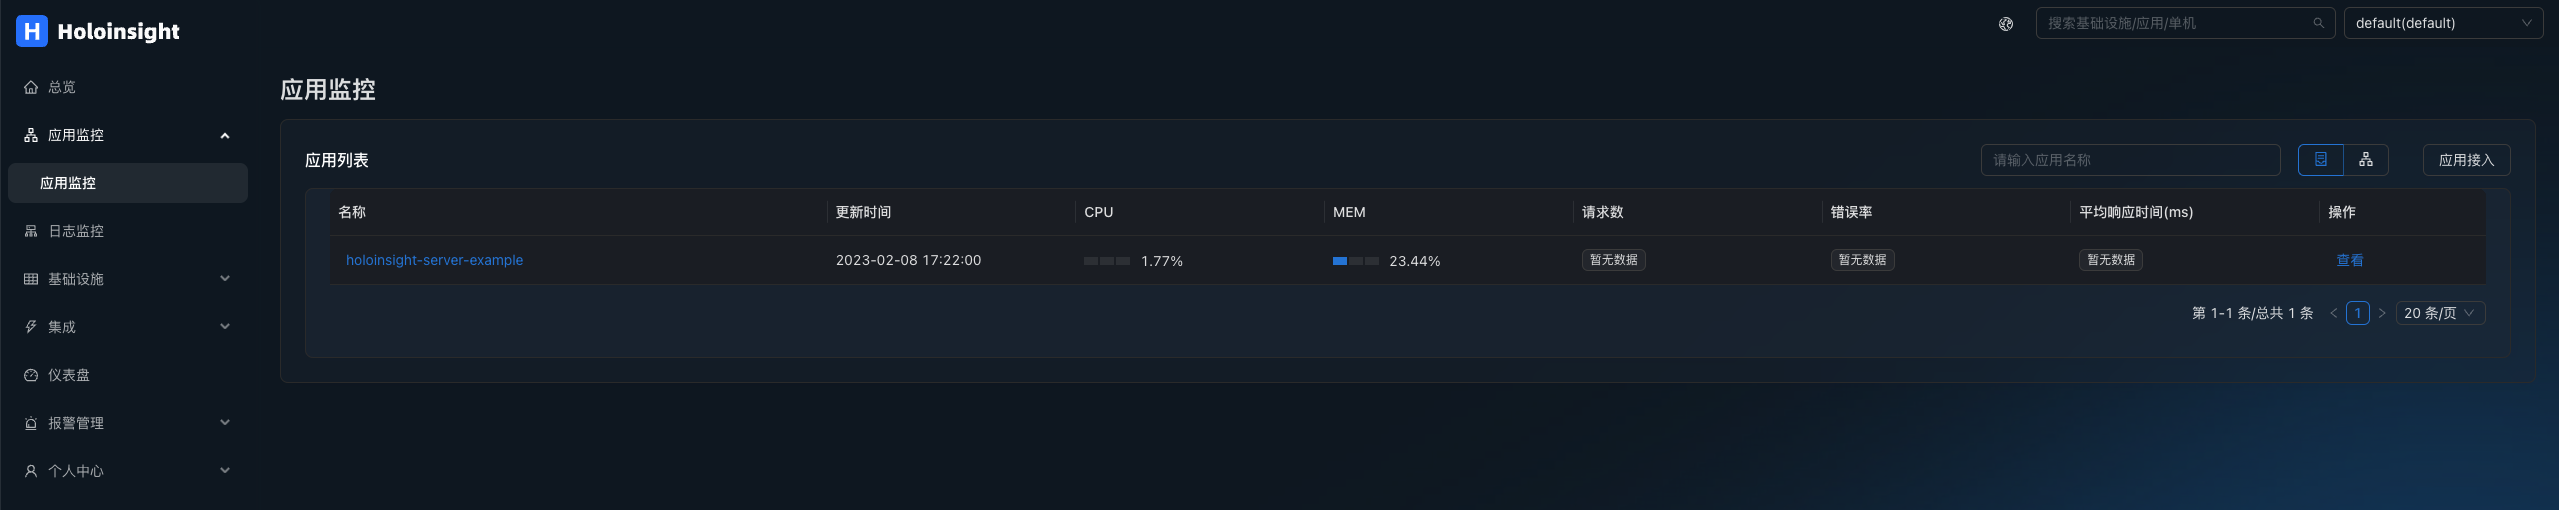 Holoinsight
搜索基础设施/应用/单机
default(default)
总览
应用监控
应用监控
日志监控
基础设施
集成
仪表盘
报警管理
个人中心
应用监控
应用列表
请输入应用名称
应用接入
名称 更新时间 CPU MEM 请求数 错误率 平均响应时间(ms) 操作
holoinsight-server-example 2023-02-08 17:22:00 1.77% 23.44% 暂无数据 暂无数据 暂无数据 查看
第 1-1 条/总共 1 条 < 1 > 20 条/页